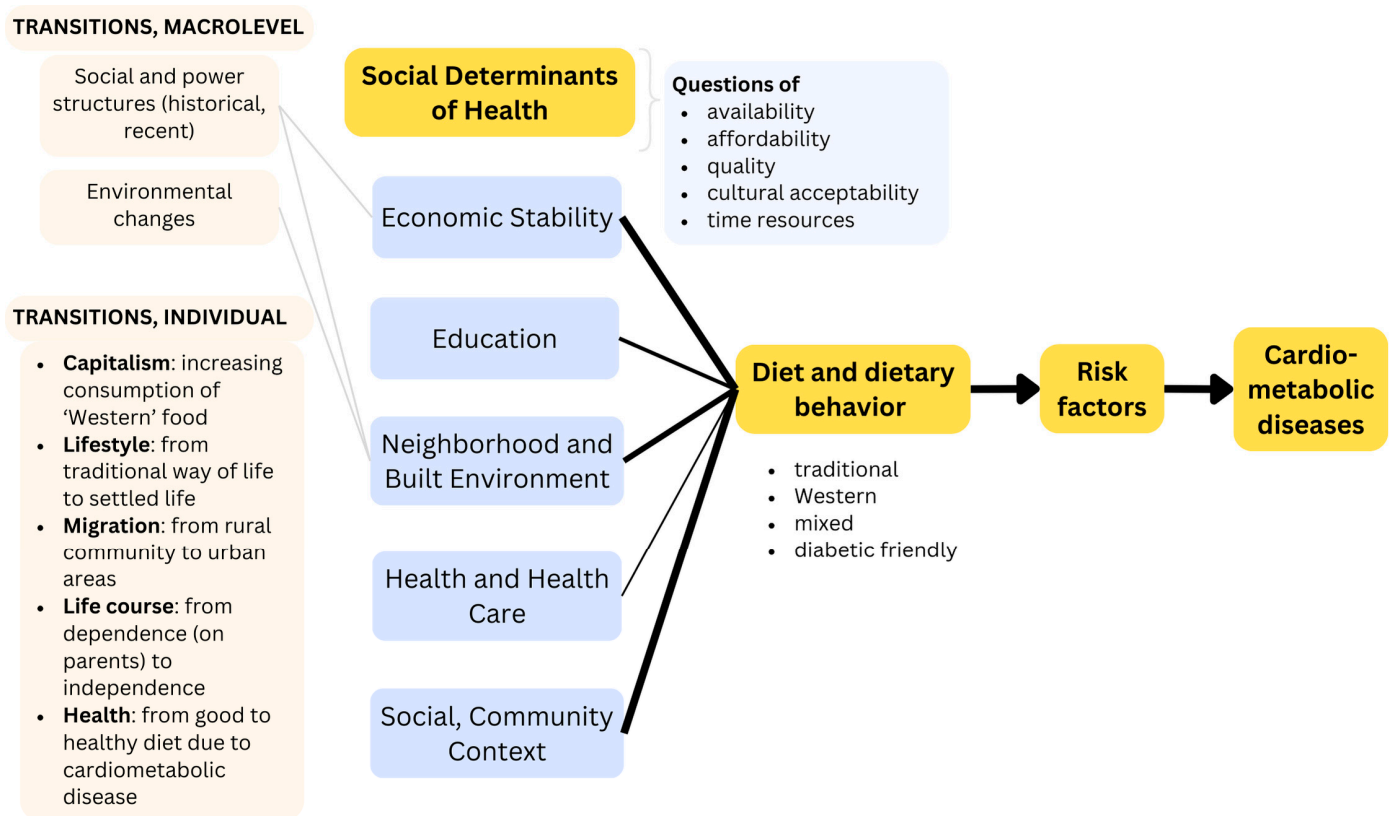 TRANSITIONS, MACROLEVEL
Social and power
structures (historical,
recent)
Environmental
changes
TRANSITIONS, INDIVIDUAL
• Capitalism: increasing
consumption of
‘Western’ food
• Lifestyle: from
traditional way of life
to settled life
• Migration: from rural
community to urban
areas
• Life course: from
dependence (on
parents) to
independence
• Health: from good to
healthy diet due to
cardiometabolic
disease
Social Determinants
of Health
Questions of
• availability
• affordability
• quality
• cultural acceptability
• time resources
Economic Stability
Education
Neighborhood and
Built Environment
Health and Health
Care
Social, Community
Context
Diet and dietary
behavior
• traditional
• Western
• mixed
• diabetic friendly
Risk
factors
Cardio-
metabolic
diseases